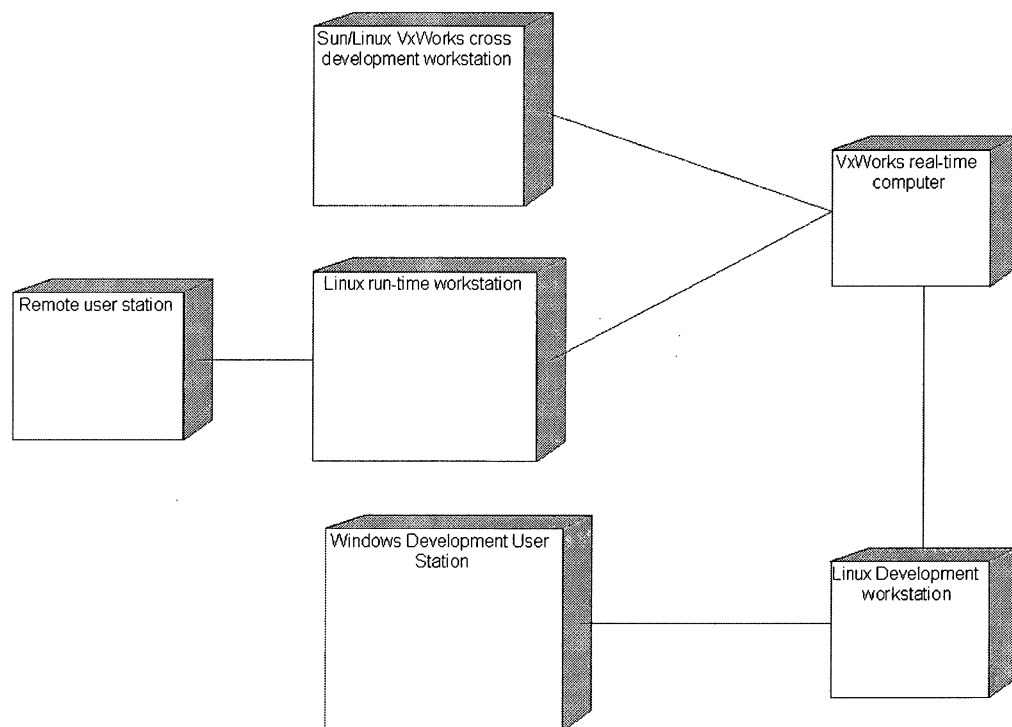 Sun/Linux VxWorks cross
development workstation
VxWorks real-time
computer
Linux run-time workstation
Remote user station
Windows Development User
Station
Linux Development
workstation